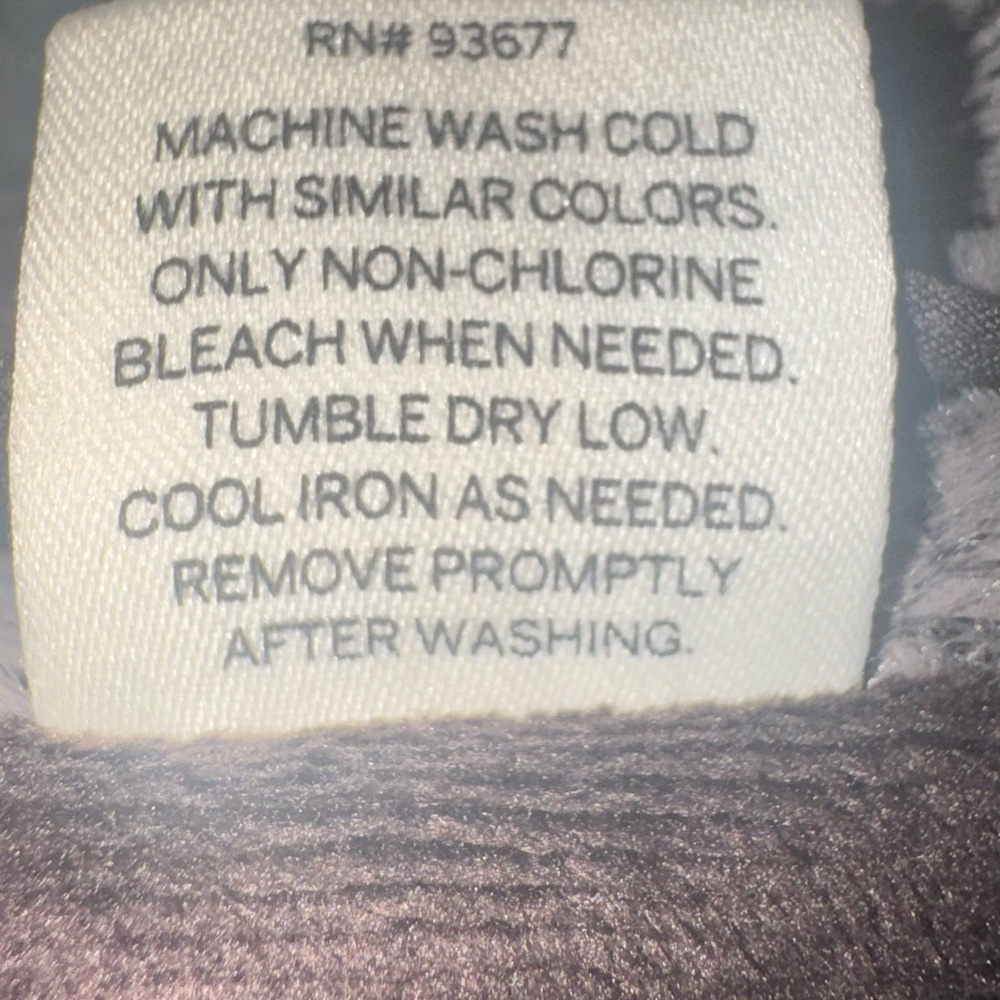 RN# 93677
MACHINE WASH COLD
WITH SIMILAR COLORS.
ONLY NON-CHLORINE
BLEACH WHEN NEEDED.
TUMBLE DRY LOW.
COOL IRON AS NEEDED.
REMOVE PROMPTLY
AFTER WASHING.